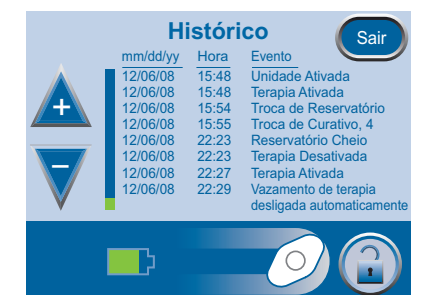 Histórico
Sair
mm/dd/yy Hora Evento
12/06/08 15:48 Unidade Ativada
12/06/08 15:48 Terapia Ativada
12/06/08 15:54 Troca de Reservatório
12/06/08 15:55 Troca de Curativo, 4
12/06/08 22:23 Reservatório Cheio
12/06/08 22:23 Terapia Desativada
12/06/08 22:27 Terapia Ativada
12/06/08 22:29 Vazamento de terapia
desligada automaticamente
+
−